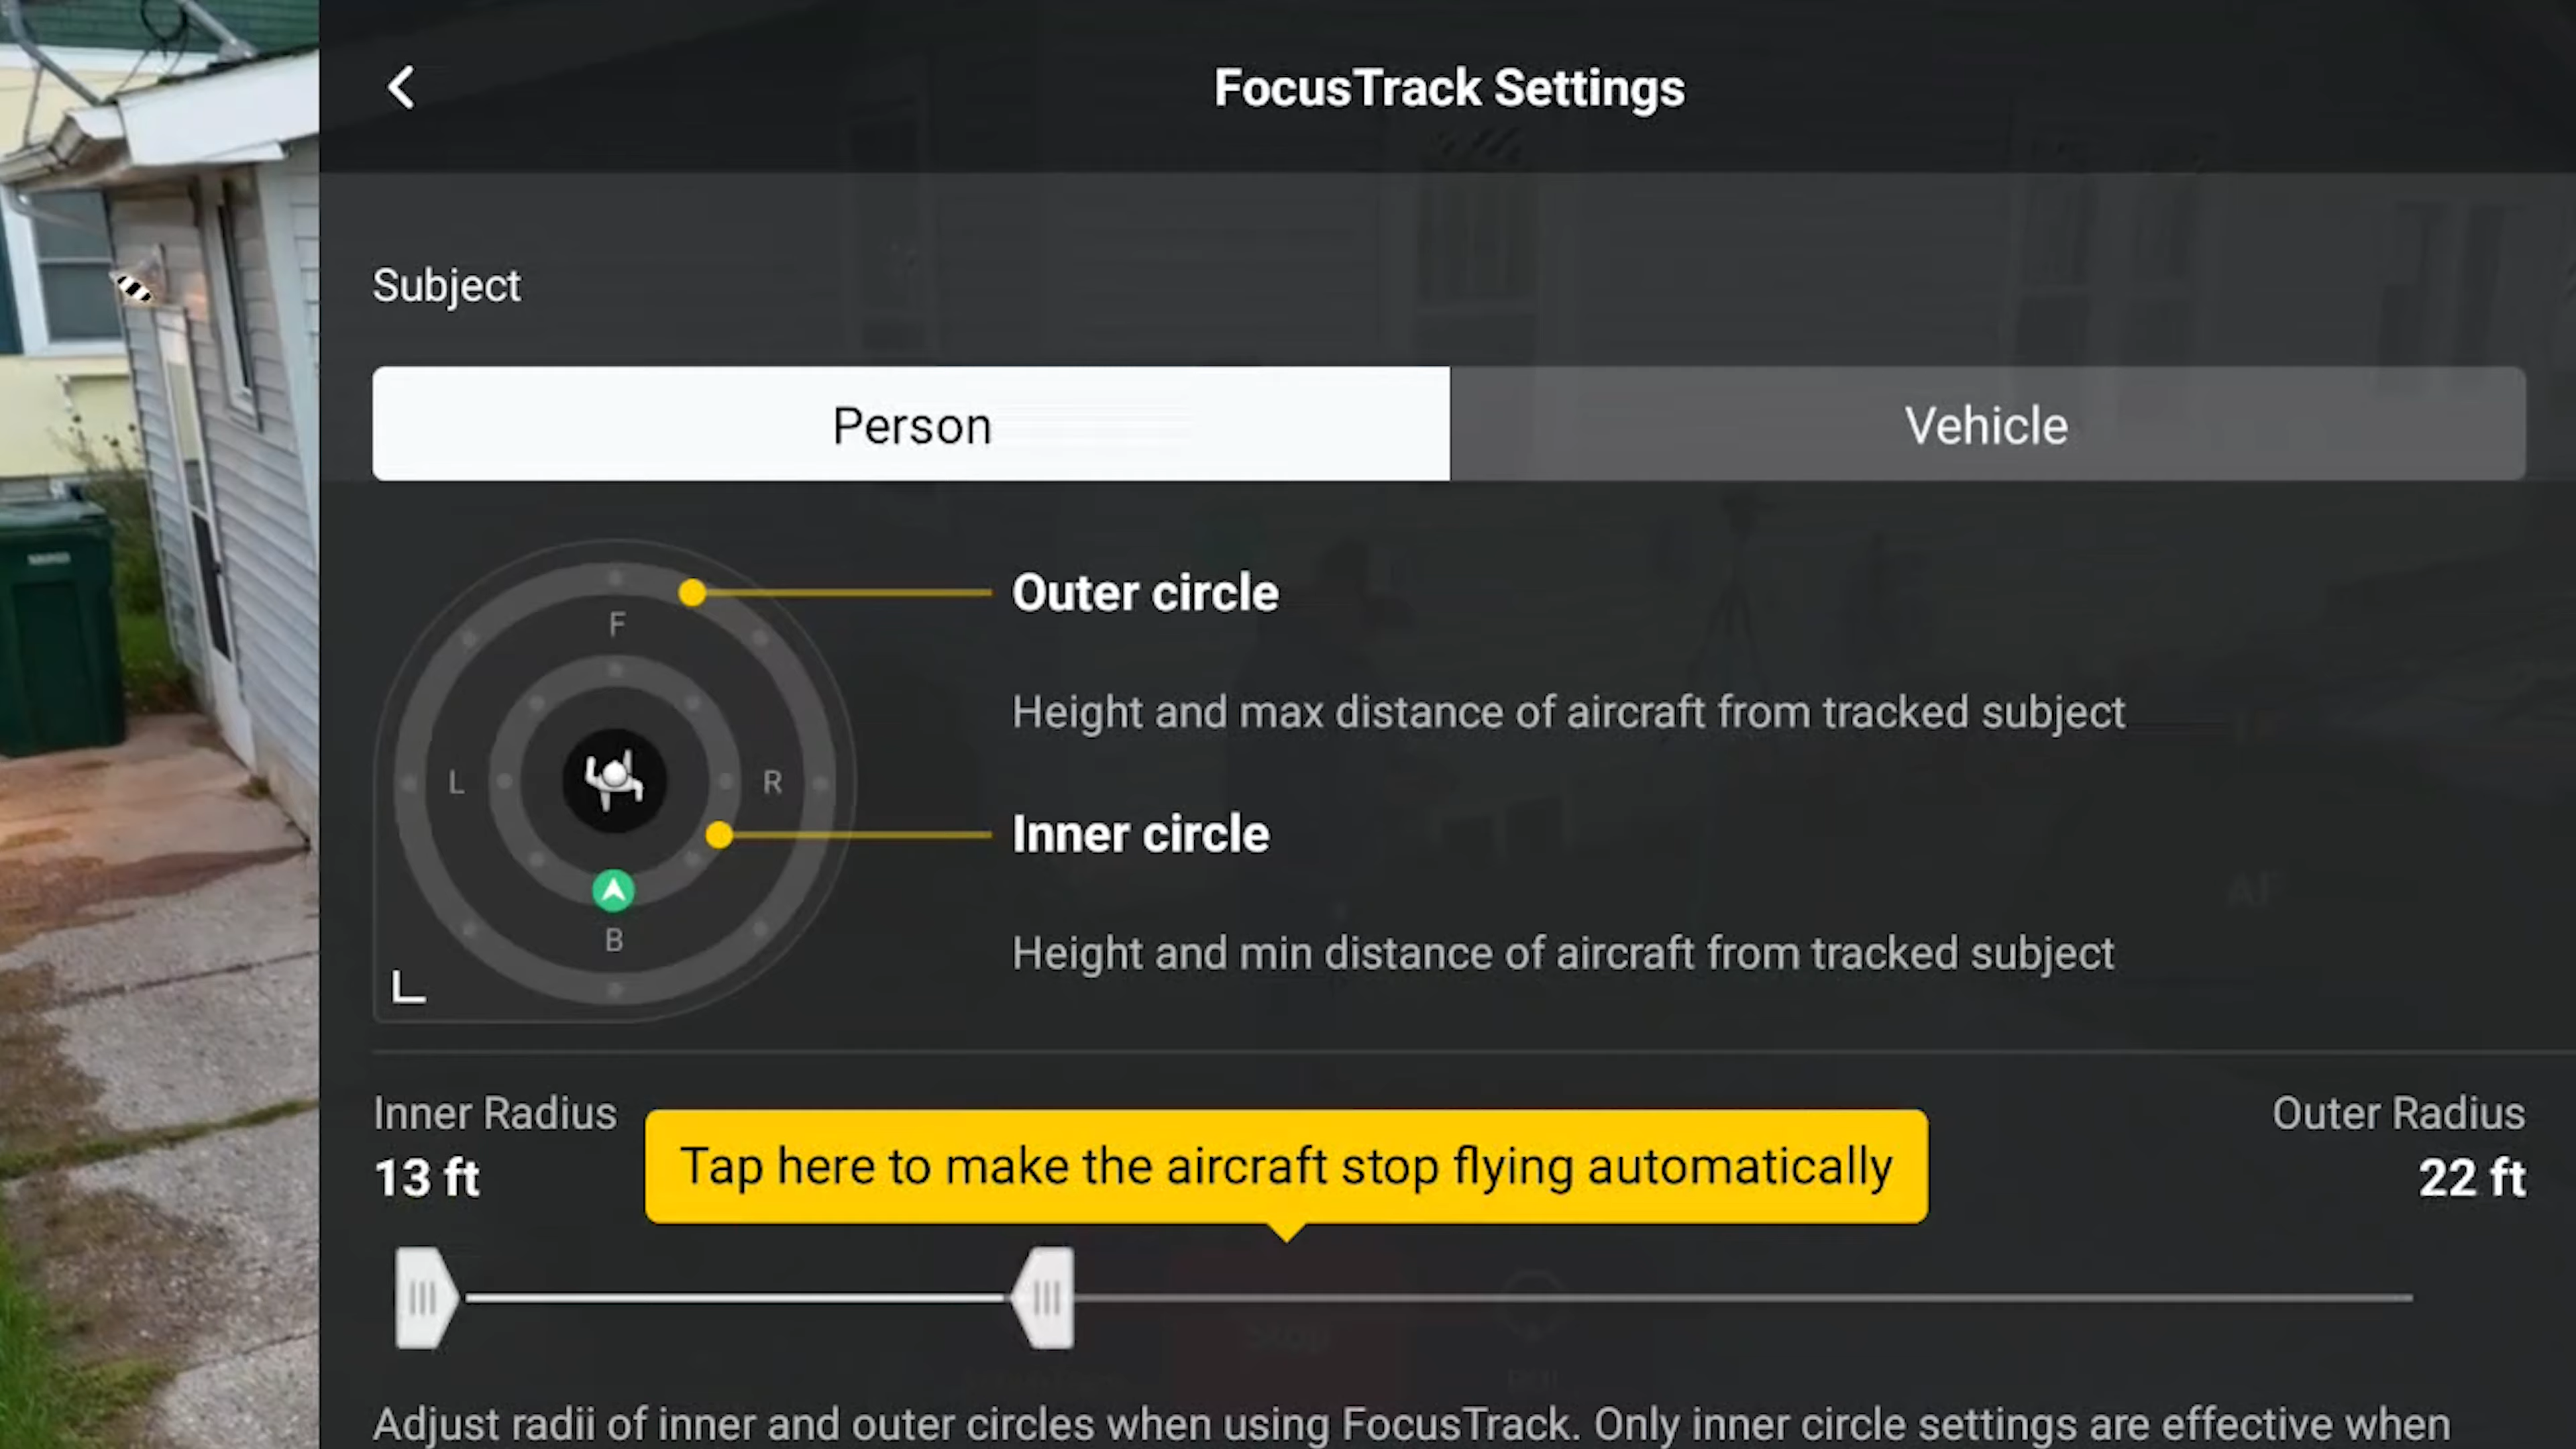 FocusTrack Settings
Subject
Person
Vehicle
Outer circle
Height and max distance of aircraft from tracked subject
F
L
R
B
Inner circle
Height and min distance of aircraft from tracked subject
Inner Radius
13 ft
Tap here to make the aircraft stop flying automatically
Outer Radius
22 ft
Stop
AF
Adjust radii of inner and outer circles when using FocusTrack. Only inner circle settings are effective when